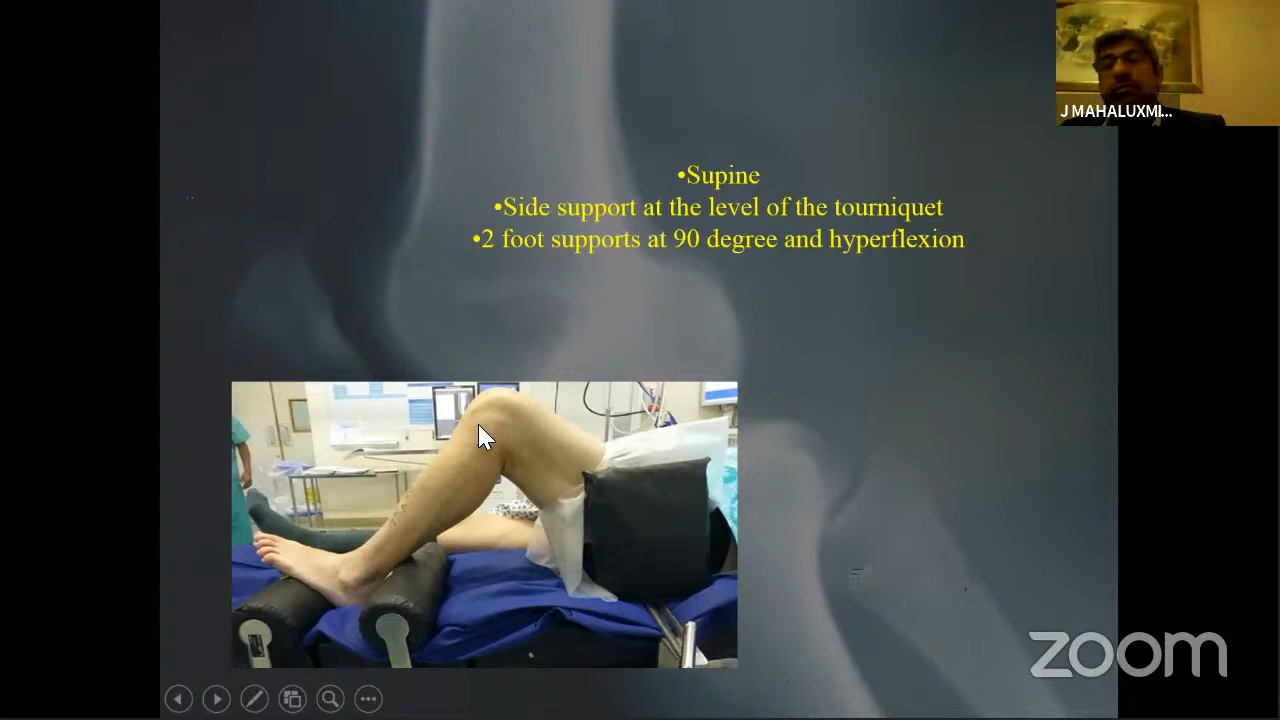 J MAHALUXMI...
•Supine
•Side support at the level of the tourniquet
•2 foot supports at 90 degree and hyperflexion
zoom